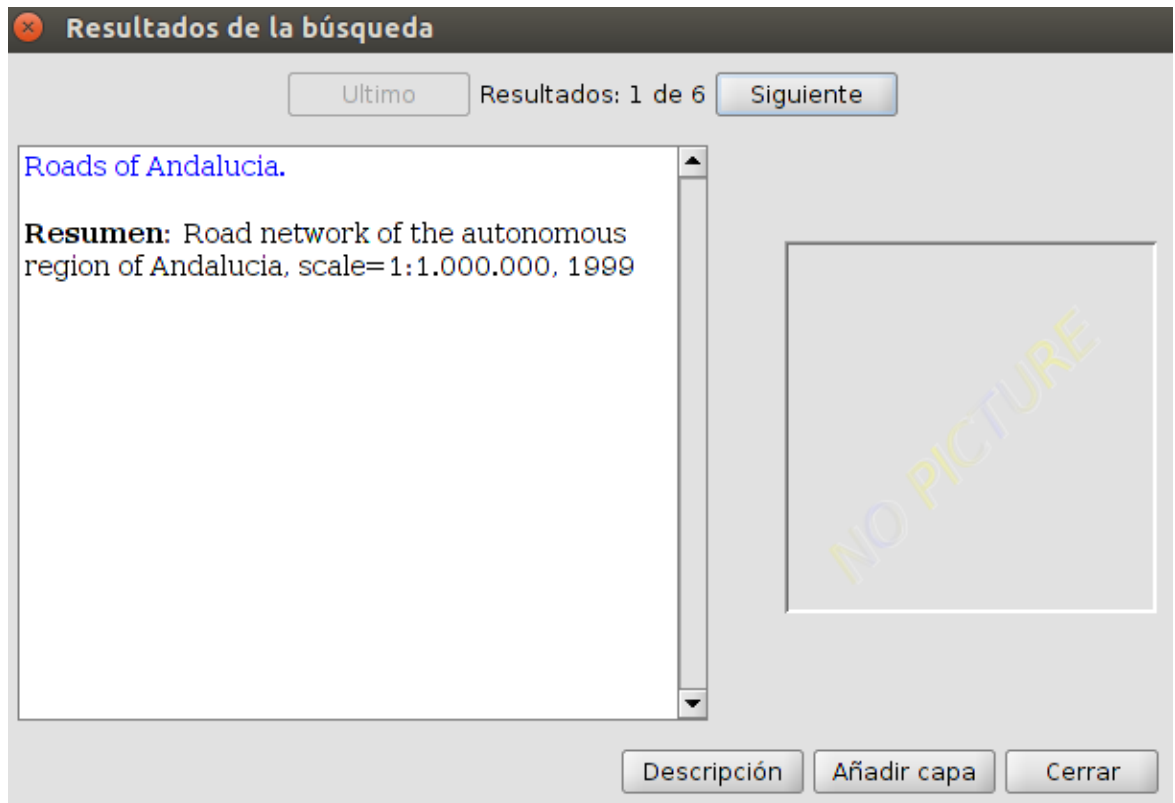 Resultados de la búsqueda
Ultimo Resultados: 1 de 6 Siguiente
Roads of Andalucia.
Resumen: Road network of the autonomous
region of Andalucia, scale=1:1.000.000, 1999
NO PICTURE
Descripción Añadir capa Cerrar